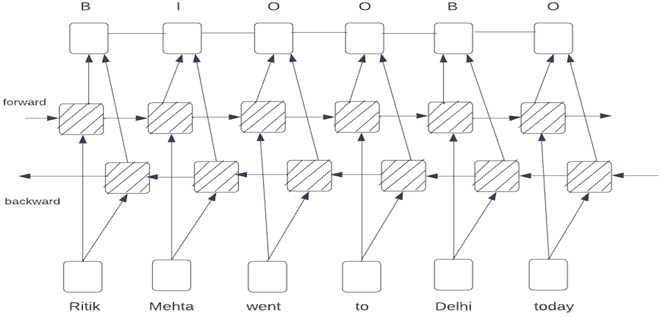 B I O O B O
forward
backward
Ritik Mehta went to Delhi today